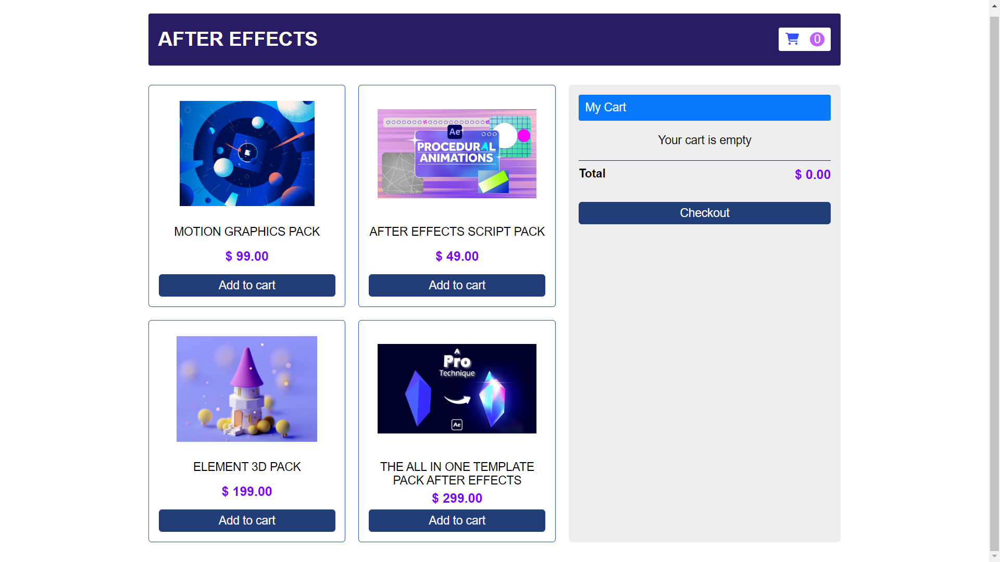 AFTER EFFECTS
0
Ae
PROCEDURAL
ANIMATIONS
MOTION GRAPHICS PACK
$ 99.00
Add to cart
AFTER EFFECTS SCRIPT PACK
$ 49.00
Add to cart
My Cart
Your cart is empty
Total
$ 0.00
Checkout
ELEMENT 3D PACK
$ 199.00
Add to cart
A
Pro
Technique
Ae
THE ALL IN ONE TEMPLATE
PACK AFTER EFFECTS
$ 299.00
Add to cart